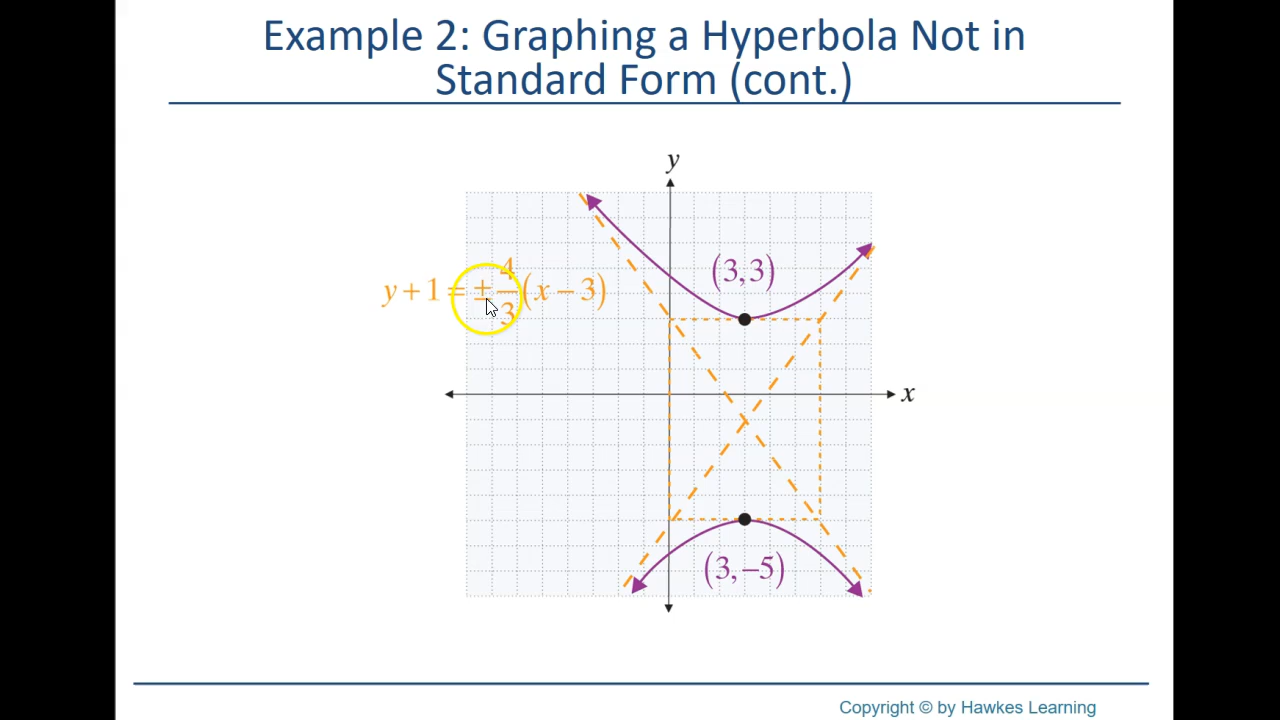 Example 2: Graphing a Hyperbola Not in
Standard Form (cont.)
y
(3,3)
y + 1 = ± 4/3 (x − 3)
x
(3,−5)
Copyright © by Hawkes Learning